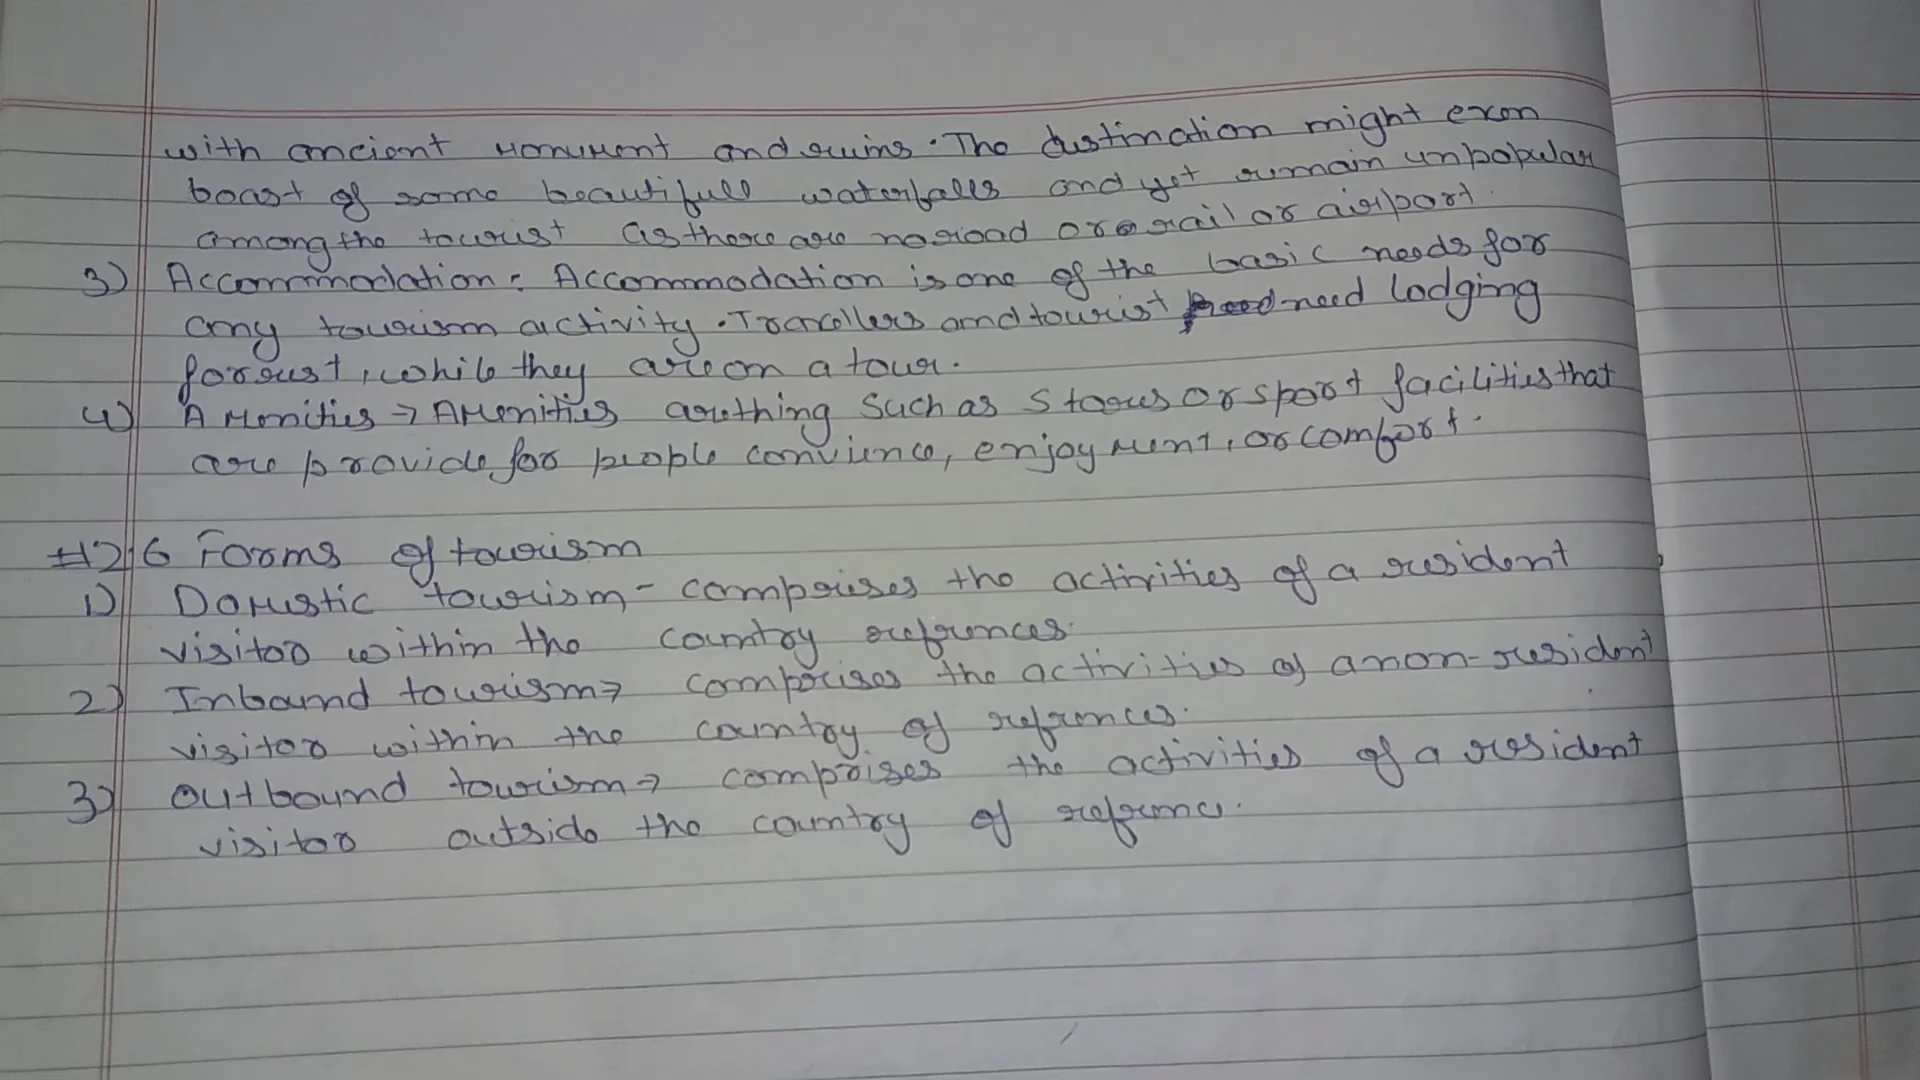 with ancient monument and ruins. The destination might even
boast of some beautifull waterfalls and yet remain unpopular
among the tourist as there are no road or rail or airport.
3) Accommodation: Accommodation is one of the basic needs for
any tourism activity. Travellers and tourist need lodging
for rest, while they are on a tour.
4) Amenities → Amenities are thing such as stores or sport facilities that
are provide for people convience, enjoyment, or comfort.
#2.6 Forms of tourism
1) Domestic tourism - comprises the activities of a resident
visitor within the country refrences.
2) Inbound tourism → comprises the activities of a non-resident
visitor within the country of refrences.
3) Outbound tourism → comprises the activities of a resident
visitor outside the country of refrence.